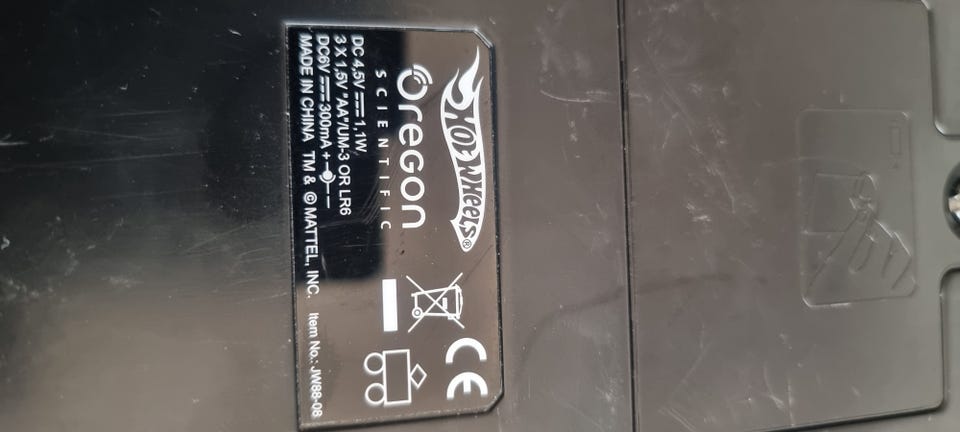 HOT WHEELS®
Oregon
SCIENTIFIC
DC 4,5V ⎓ 1,1W
3 X 1,5V "AA"/UM-3 OR LR6
DC6V ⎓ 300mA
MADE IN CHINA TM & © MATTEL, INC. Item No.: JW88-08
CE